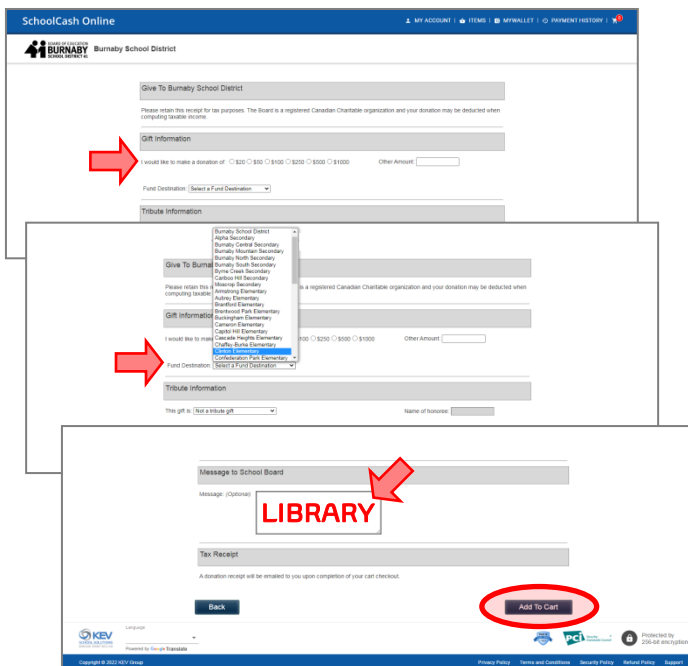 SchoolCash Online
MY ACCOUNT | ITEMS | MYWALLET | PAYMENT HISTORY |
BOARD OF EDUCATION
BURNABY
SCHOOL DISTRICT 41
Burnaby School District
Give To Burnaby School District
Please retain this receipt for tax purposes. The Board is a registered Canadian Charitable organization and your donation may be deducted when
computing taxable income.
Gift Information
I would like to make a donation of: $20 $50 $100 $250 $500 $1000 Other Amount:
Fund Destination: Select a Fund Destination
Tribute Information
Burnaby School District
Alpha Secondary
Burnaby Central Secondary
Burnaby Mountain Secondary
Burnaby North Secondary
Burnaby South Secondary
Byrne Creek Secondary
Cariboo Hill Secondary
Moscrop Secondary
Armstrong Elementary
Aubrey Elementary
Brantford Elementary
Brentwood Park Elementary
Buckingham Elementary
Cameron Elementary
Capitol Hill Elementary
Cascade Heights Elementary
Chaffey-Burke Elementary
Clinton Elementary
Confederation Park Elementary
Give To Burna
Please retain this r is a registered Canadian Charitable organization and your donation may be deducted when
computing taxable
Gift Information
I would like to mak 100 $250 $500 $1000 Other Amount:
Fund Destination: Select a Fund Destination
Tribute Information
This gift is: Not a tribute gift Name of honoree:
Message to School Board
Message: (Optional)
LIBRARY
Tax Receipt
A donation receipt will be emailed to you upon completion of your cart checkout.
Back Add To Cart
KEV
Language
Powered by Google Translate
PCI
Protected by
256-bit encryption
Copyright © 2022 KEV Group
Privacy Policy Terms and Conditions Security Policy Refund Policy Support